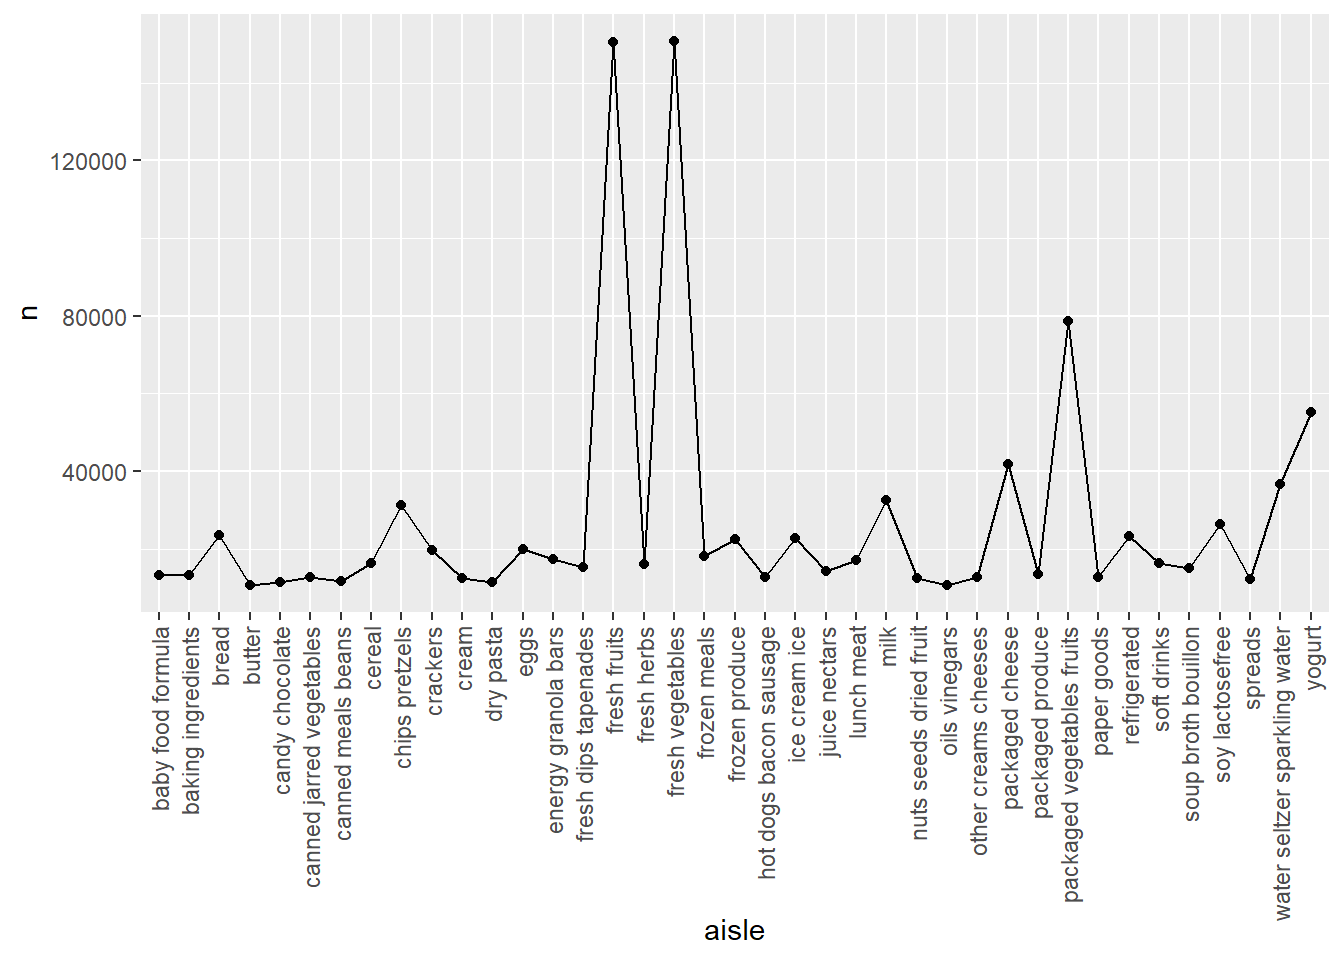 120000
80000
40000
n
baby food formula
baking ingredients
bread
butter
candy chocolate
canned jarred vegetables
canned meals beans
cereal
chips pretzels
crackers
cream
dry pasta
eggs
energy granola bars
fresh dips tapenades
fresh fruits
fresh herbs
fresh vegetables
frozen meals
frozen produce
hot dogs bacon sausage
ice cream ice
juice nectars
lunch meat
milk
nuts seeds dried fruit
oils vinegars
other creams cheeses
packaged cheese
packaged produce
packaged vegetables fruits
paper goods
refrigerated
soft drinks
soup broth bouillon
soy lactosefree
spreads
water seltzer sparkling water
yogurt
aisle